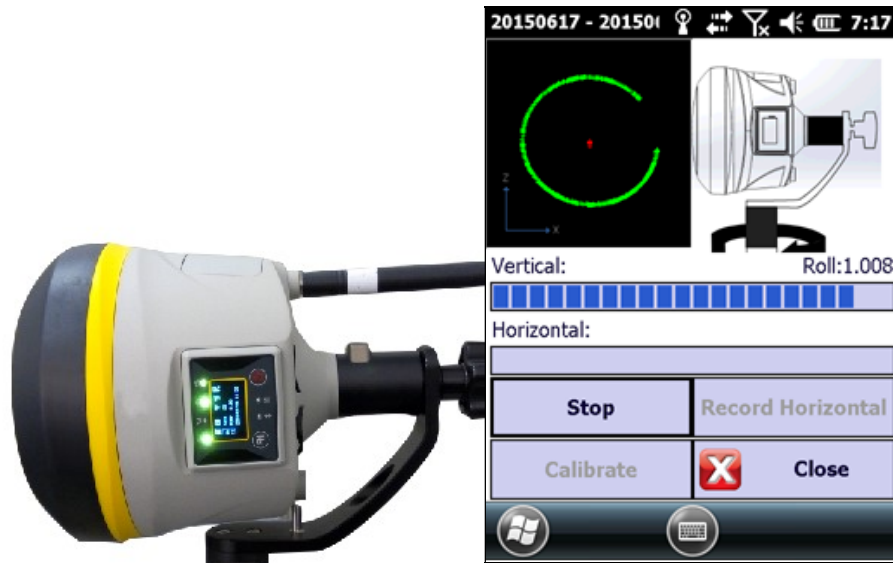 20150617 - 20150( 7:17
Z
X
Vertical: Roll:1.008
Horizontal:
Stop
Record Horizontal
Calibrate
Close